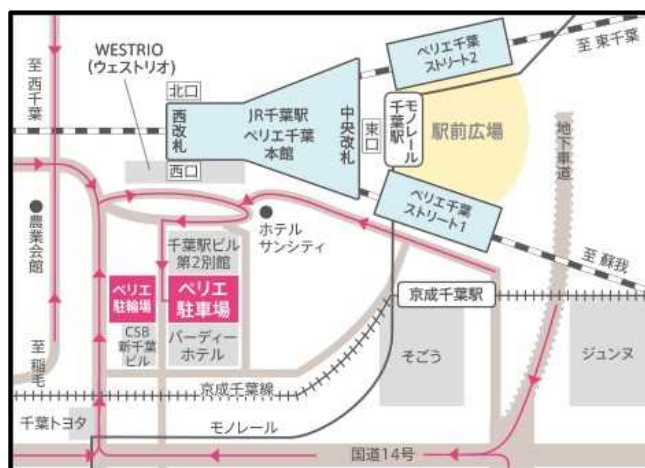 WESTRIO
(ウェストリオ)
ペリエ千葉
ストリート2
至 東千葉
至 西千葉
北口
西改札
JR千葉駅
ペリエ千葉
本館
中央改札
東口
モノレール
千葉駅
駅前広場
地下車道
西口
ペリエ千葉
ストリート1
農業会館
ホテル
サンシティ
千葉駅ビル
第2別館
至 蘇我
ペリエ
駐輪場
ペリエ
駐車場
京成千葉駅
CSB
新千葉
ビル
バーディー
ホテル
そごう
ジュンヌ
至 稲毛
京成千葉線
千葉トヨタ
モノレール
国道14号